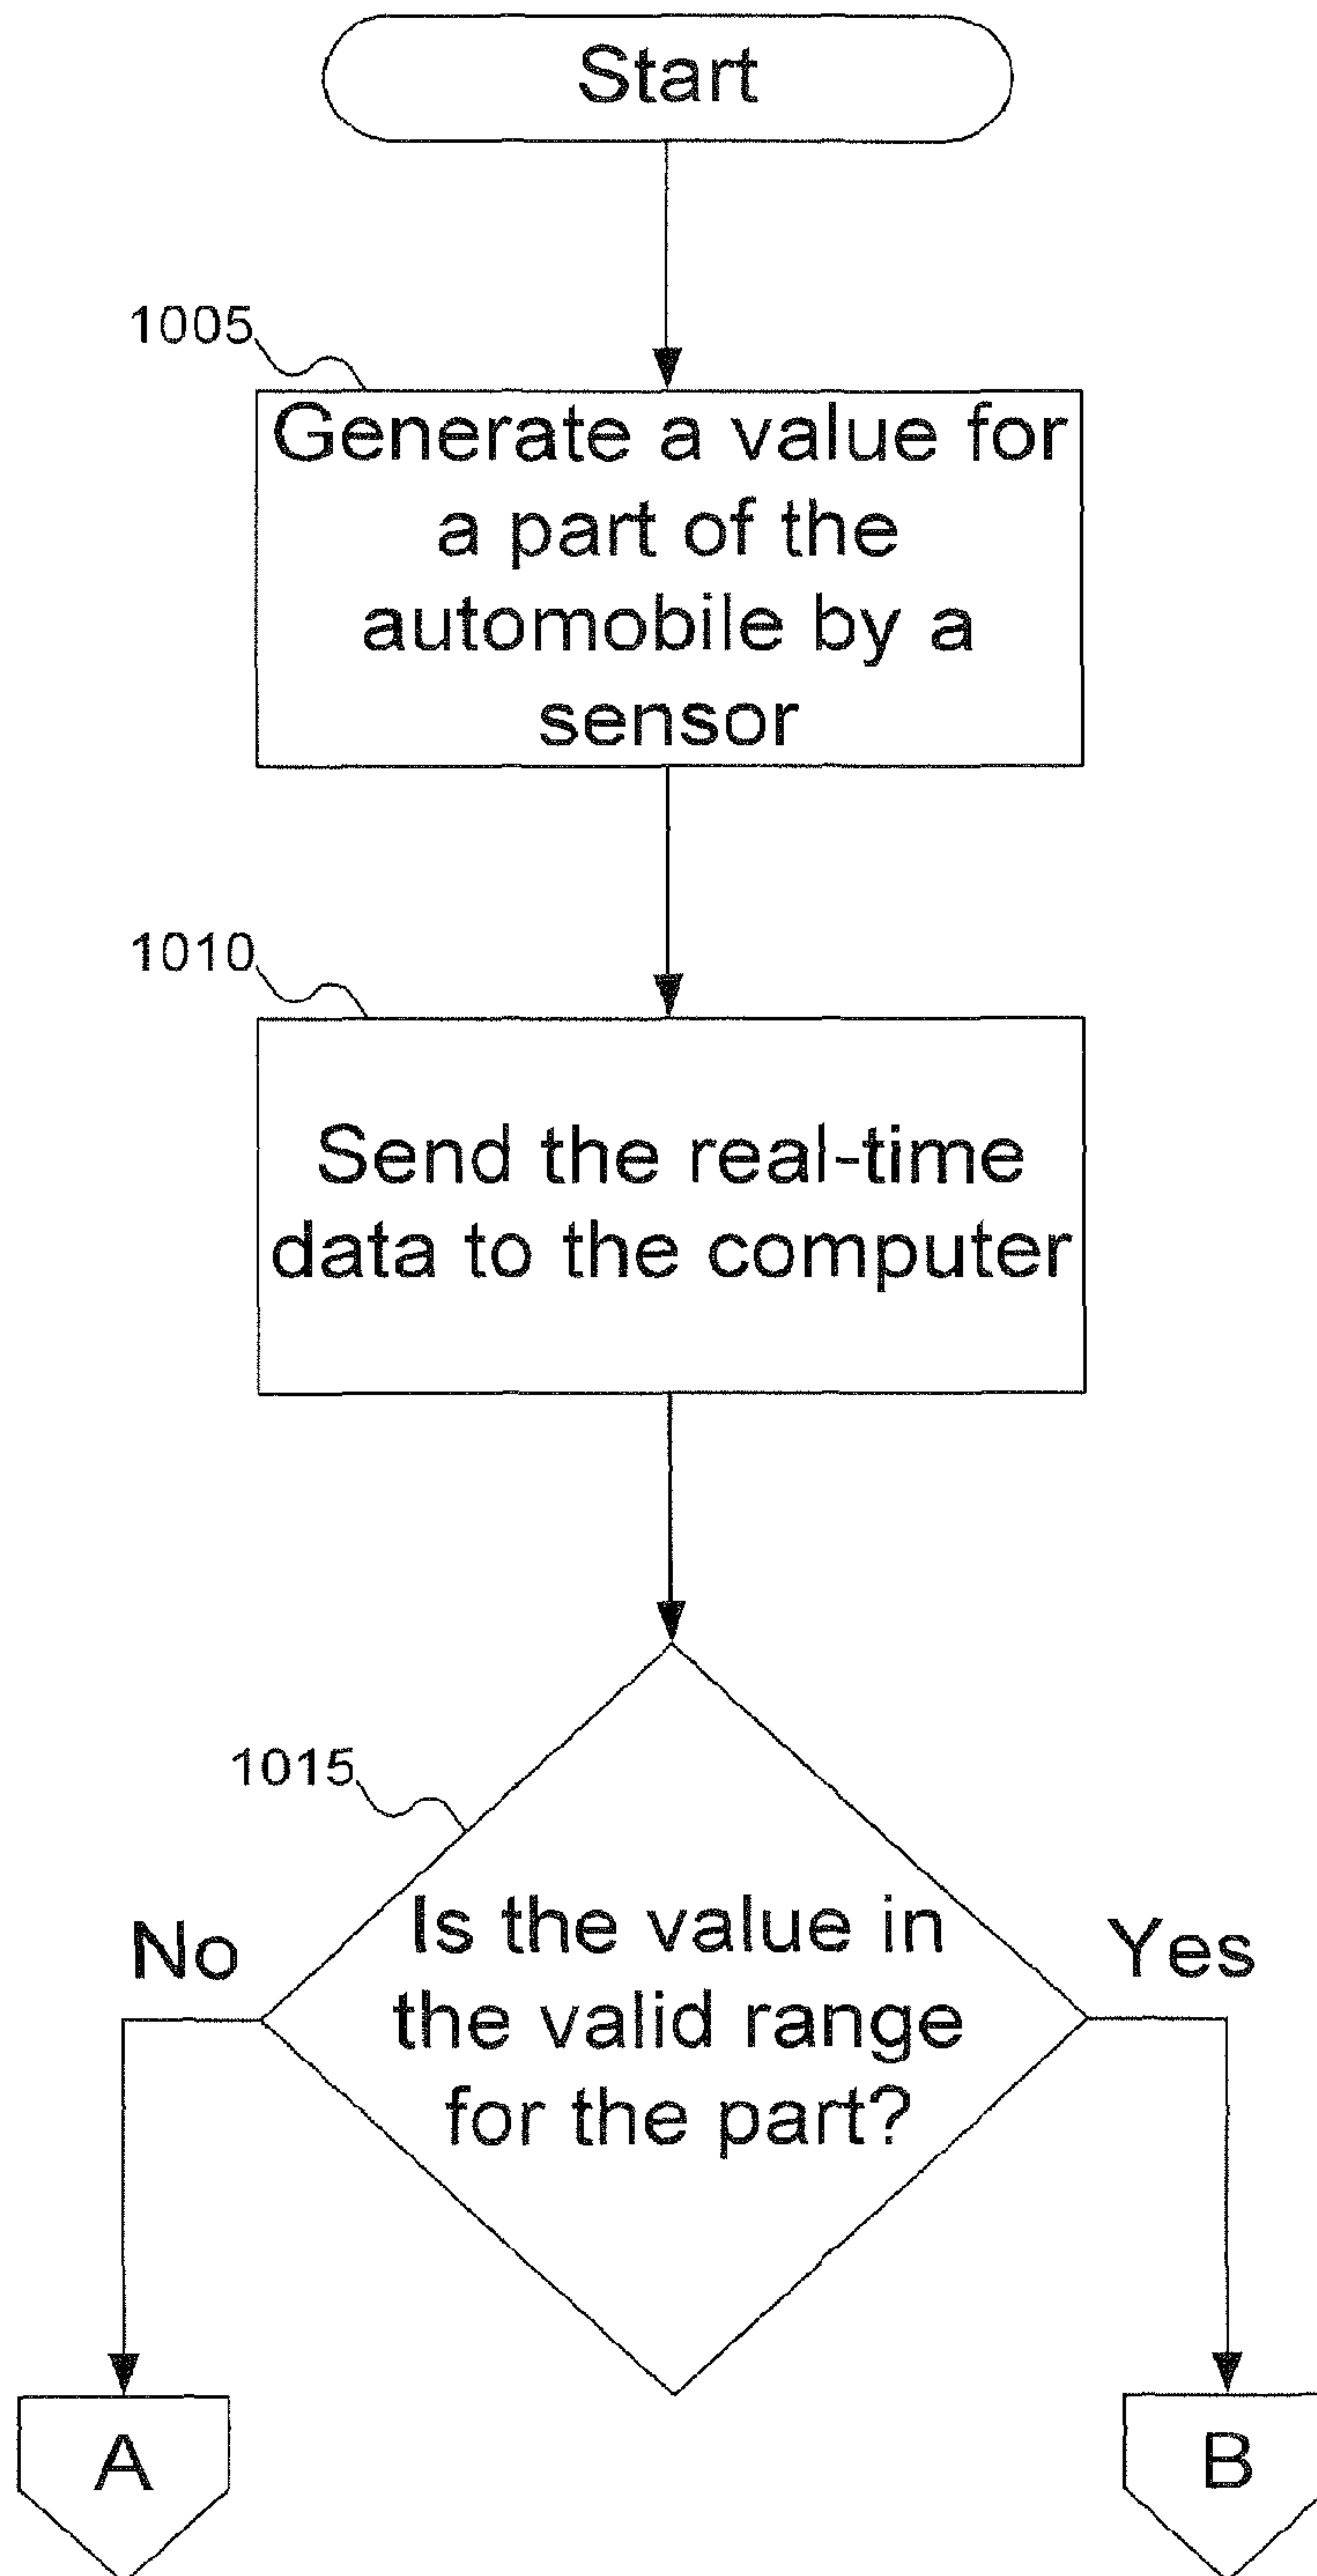 Start
1005
Generate a value for
a part of the
automobile by a
sensor
1010
Send the real-time
data to the computer
1015
Is the value in
the valid range
for the part?
No
Yes
A
B